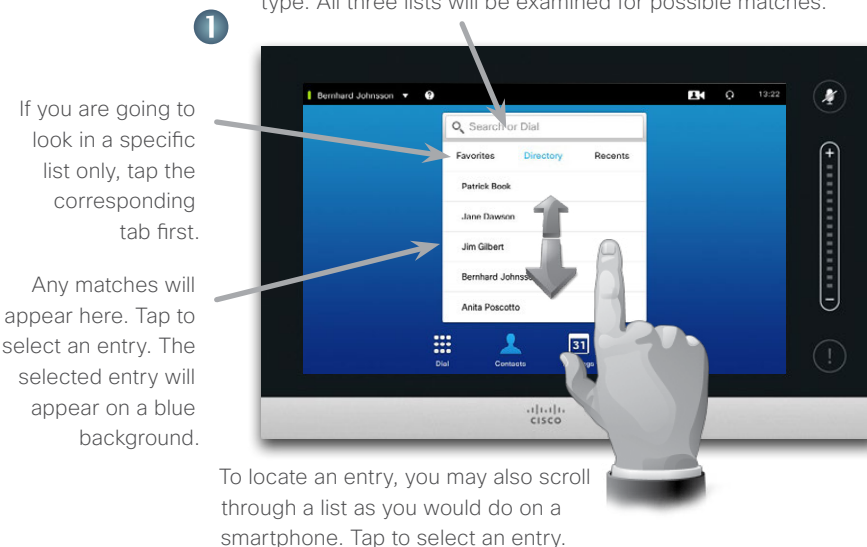 type. All three lists will be examined for possible matches.
1
If you are going to
look in a specific
list only, tap the
corresponding
tab first.
Any matches will
appear here. Tap to
select an entry. The
selected entry will
appear on a blue
background.
Bernhard Johnsson
?
13:22
Search or Dial
Favorites Directory Recents
Patrick Book
Jane Dawson
Jim Gilbert
Bernhard Johnsso
Anita Poscotto
31
Dial Contacts
+
-
!
CISCO
To locate an entry, you may also scroll
through a list as you would do on a
smartphone. Tap to select an entry.